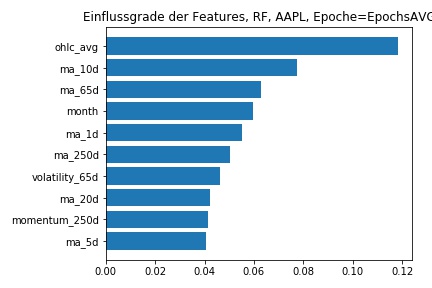 Einflussgrade der Features, RF, AAPL, Epoche=EpochsAVG
ohlc_avg
ma_10d
ma_65d
month
ma_1d
ma_250d
volatility_65d
ma_20d
momentum_250d
ma_5d
0.00 0.02 0.04 0.06 0.08 0.10 0.12